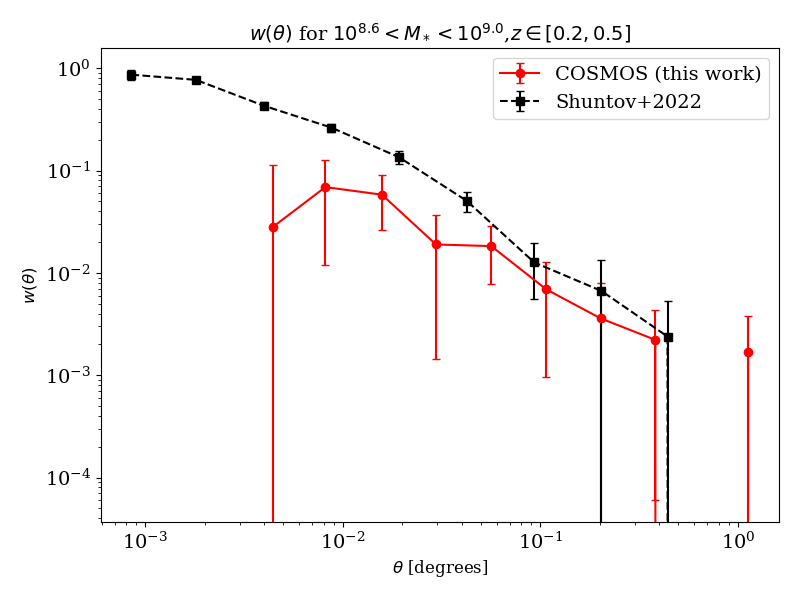 w(θ) for 10^8.6 < M_* < 10^9.0, z ∈ [0.2, 0.5]
COSMOS (this work)
Shuntov+2022
w(θ)
10^0
10^−1
10^−2
10^−3
10^−4
10^−3
10^−2
10^−1
10^0
θ [degrees]